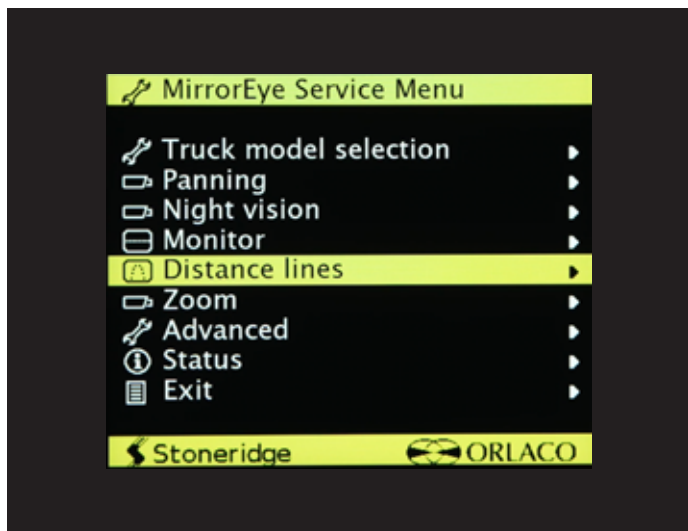 MirrorEye Service Menu
Truck model selection
Panning
Night vision
Monitor
Distance lines
Zoom
Advanced
Status
Exit
Stoneridge ORLACO